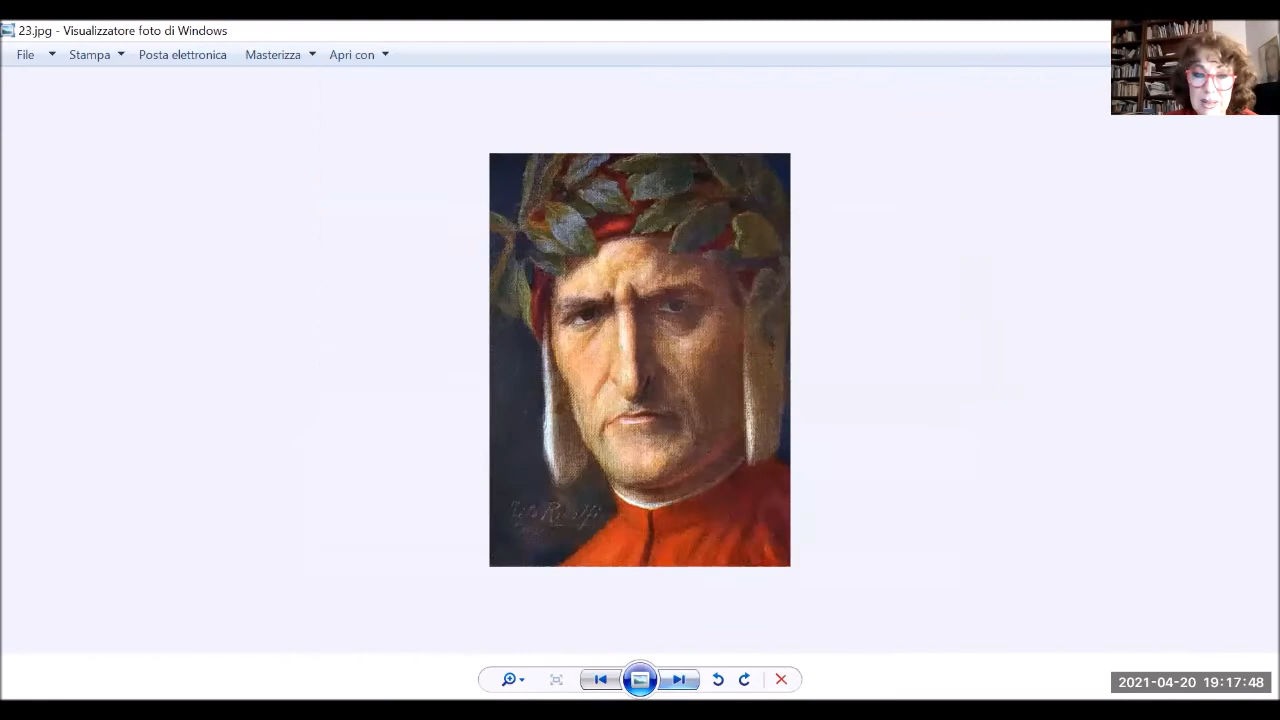 23.jpg - Visualizzatore foto di Windows
File Stampa Posta elettronica Masterizza Apri con
2021-04-20 19:17:48